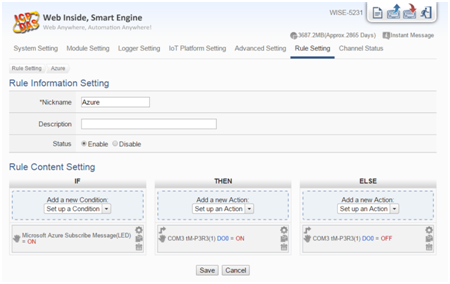 ICP DAS
Web Inside, Smart Engine
Web Anywhere, Automation Anywhere!
WISE-5231
3687.2MB(Approx.2865 Days)
Instant Message
System Setting Module Setting Logger Setting IoT Platform Setting Advanced Setting Rule Setting Channel Status
Rule Setting Azure
Rule Information Setting
*Nickname Azure
Description
Status Enable Disable
Rule Content Setting
IF THEN ELSE
Add a new Condition: Add a new Action: Add a new Action:
Set up a Condition Set up an Action Set up an Action
Microsoft Azure Subscribe Message(LED) = ON
COM3 tM-P3R3(1) DO0 = ON
COM3 tM-P3R3(1) DO0 = OFF
Save Cancel